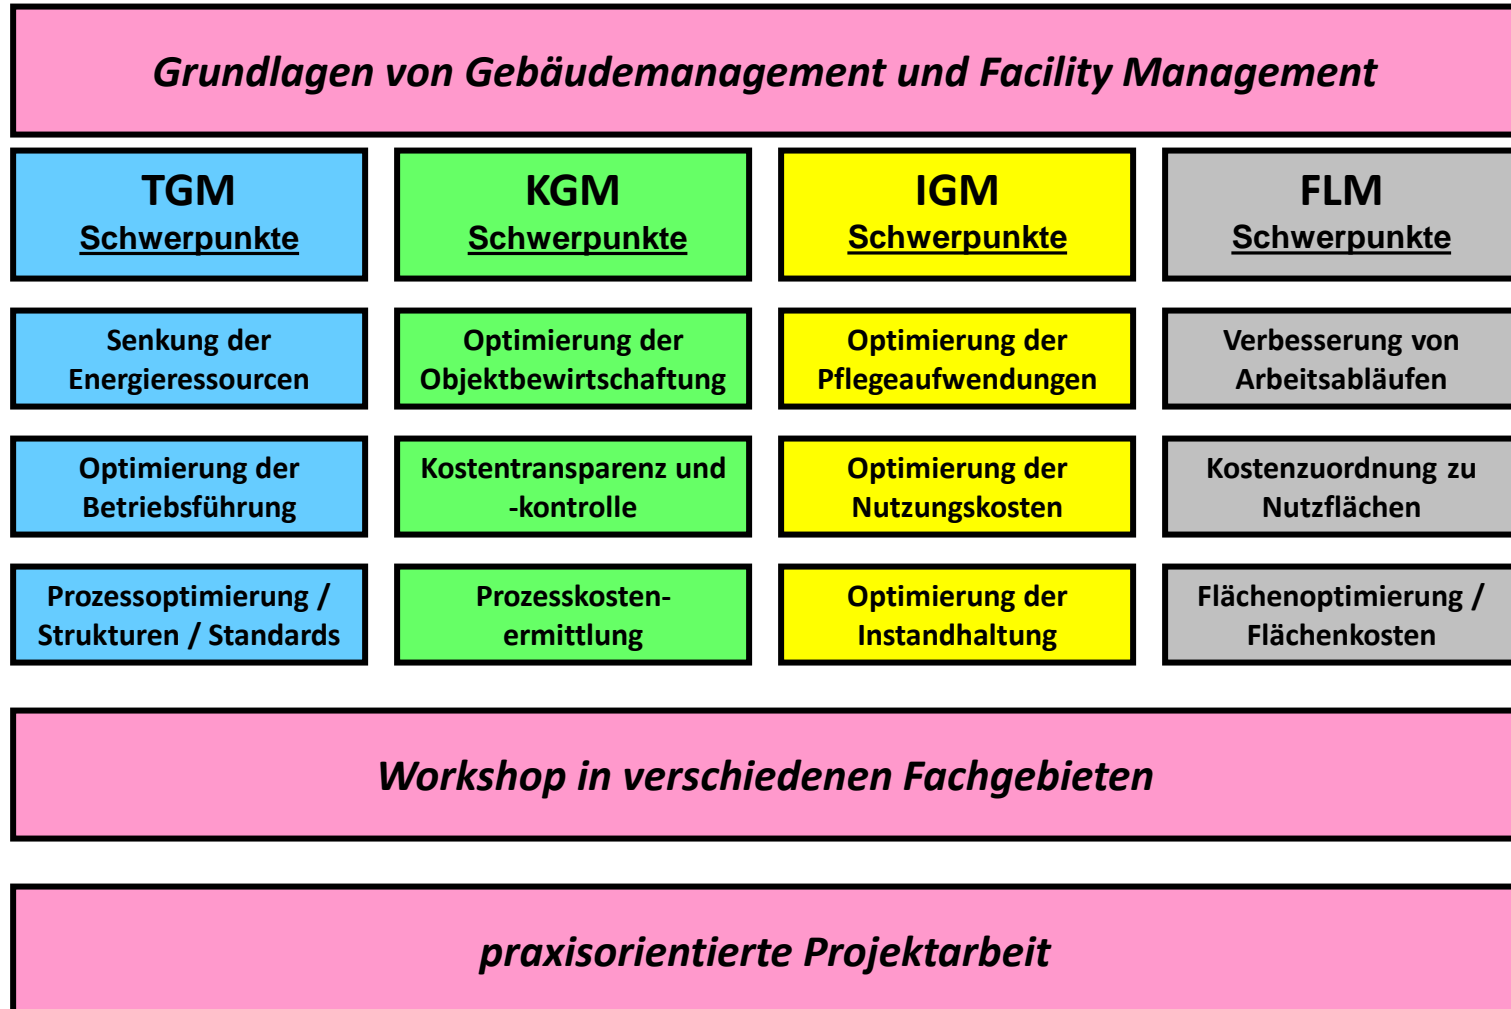 Grundlagen von Gebäudemanagement und Facility Management
TGM
Schwerpunkte
KGM
Schwerpunkte
IGM
Schwerpunkte
FLM
Schwerpunkte
Senkung der
Energieressourcen
Optimierung der
Objektbewirtschaftung
Optimierung der
Pflegeaufwendungen
Verbesserung von
Arbeitsabläufen
Optimierung der
Betriebsführung
Kostentransparenz und
-kontrolle
Optimierung der
Nutzungskosten
Kostenzuordnung zu
Nutzflächen
Prozessoptimierung /
Strukturen / Standards
Prozesskosten-
ermittlung
Optimierung der
Instandhaltung
Flächenoptimierung /
Flächenkosten
Workshop in verschiedenen Fachgebieten
praxisorientierte Projektarbeit